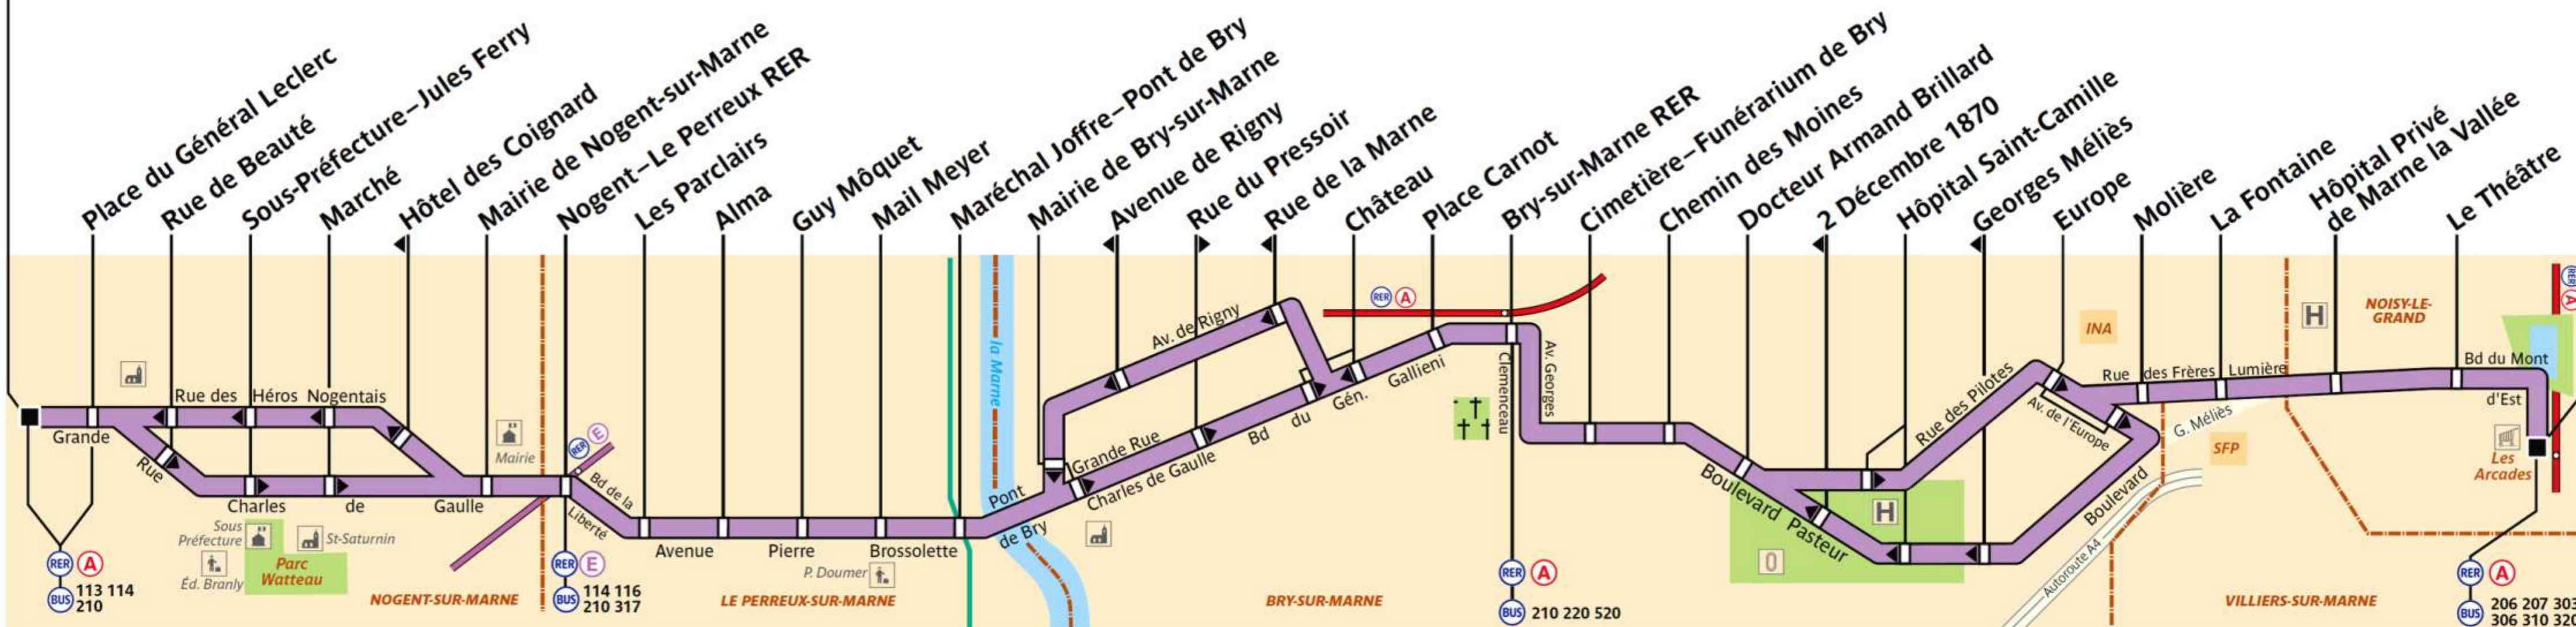 Place du Général Leclerc
Rue de Beauté
Sous-Préfecture–Jules Ferry
Marché
Hôtel des Coignard
Mairie de Nogent-sur-Marne
Nogent–Le Perreux RER
Les Parclairs
Alma
Guy Môquet
Mail Meyer
Maréchal Joffre–Pont de Bry
Mairie de Bry-sur-Marne
Avenue de Rigny
Rue du Pressoir
Rue de la Marne
Château
Place Carnot
Bry-sur-Marne RER
Cimetière–Funérarium de Bry
Chemin des Moines
Docteur Armand Brillard
2 Décembre 1870
Hôpital Saint-Camille
Georges Méliès
Europe
Molière
La Fontaine
Hôpital Privé
de Marne la Vallée
Le Théâtre
Grande
Rue
Rue des Héros Nogentais
Charles de Gaulle
Mairie
RER E
Bd de la
Liberté
Sous
Préfecture
St-Saturnin
Éd. Branly
Parc
Watteau
RER A
BUS 113 114
210
NOGENT-SUR-MARNE
RER E
BUS 114 116
210 317
Avenue Pierre Brossolette
P. Doumer
LE PERREUX-SUR-MARNE
la Marne
Pont
de Bry
Av. de Rigny
Grande Rue
Charles de Gaulle
Bd du Gén. Gallieni
RER A
BRY-SUR-MARNE
Av. Georges
Clemenceau
RER A
BUS 210 220 520
Boulevard Pasteur
H
Rue des Pilotes
Av. de l'Europe
Boulevard
Autoroute A4
INA
Rue des Frères Lumière
G. Méliès
SFP
H
NOISY-LE-
GRAND
VILLIERS-SUR-MARNE
Bd du Mont
d'Est
RER
A
Les
Arcades
RER A
BUS 206 207 303
306 310 320